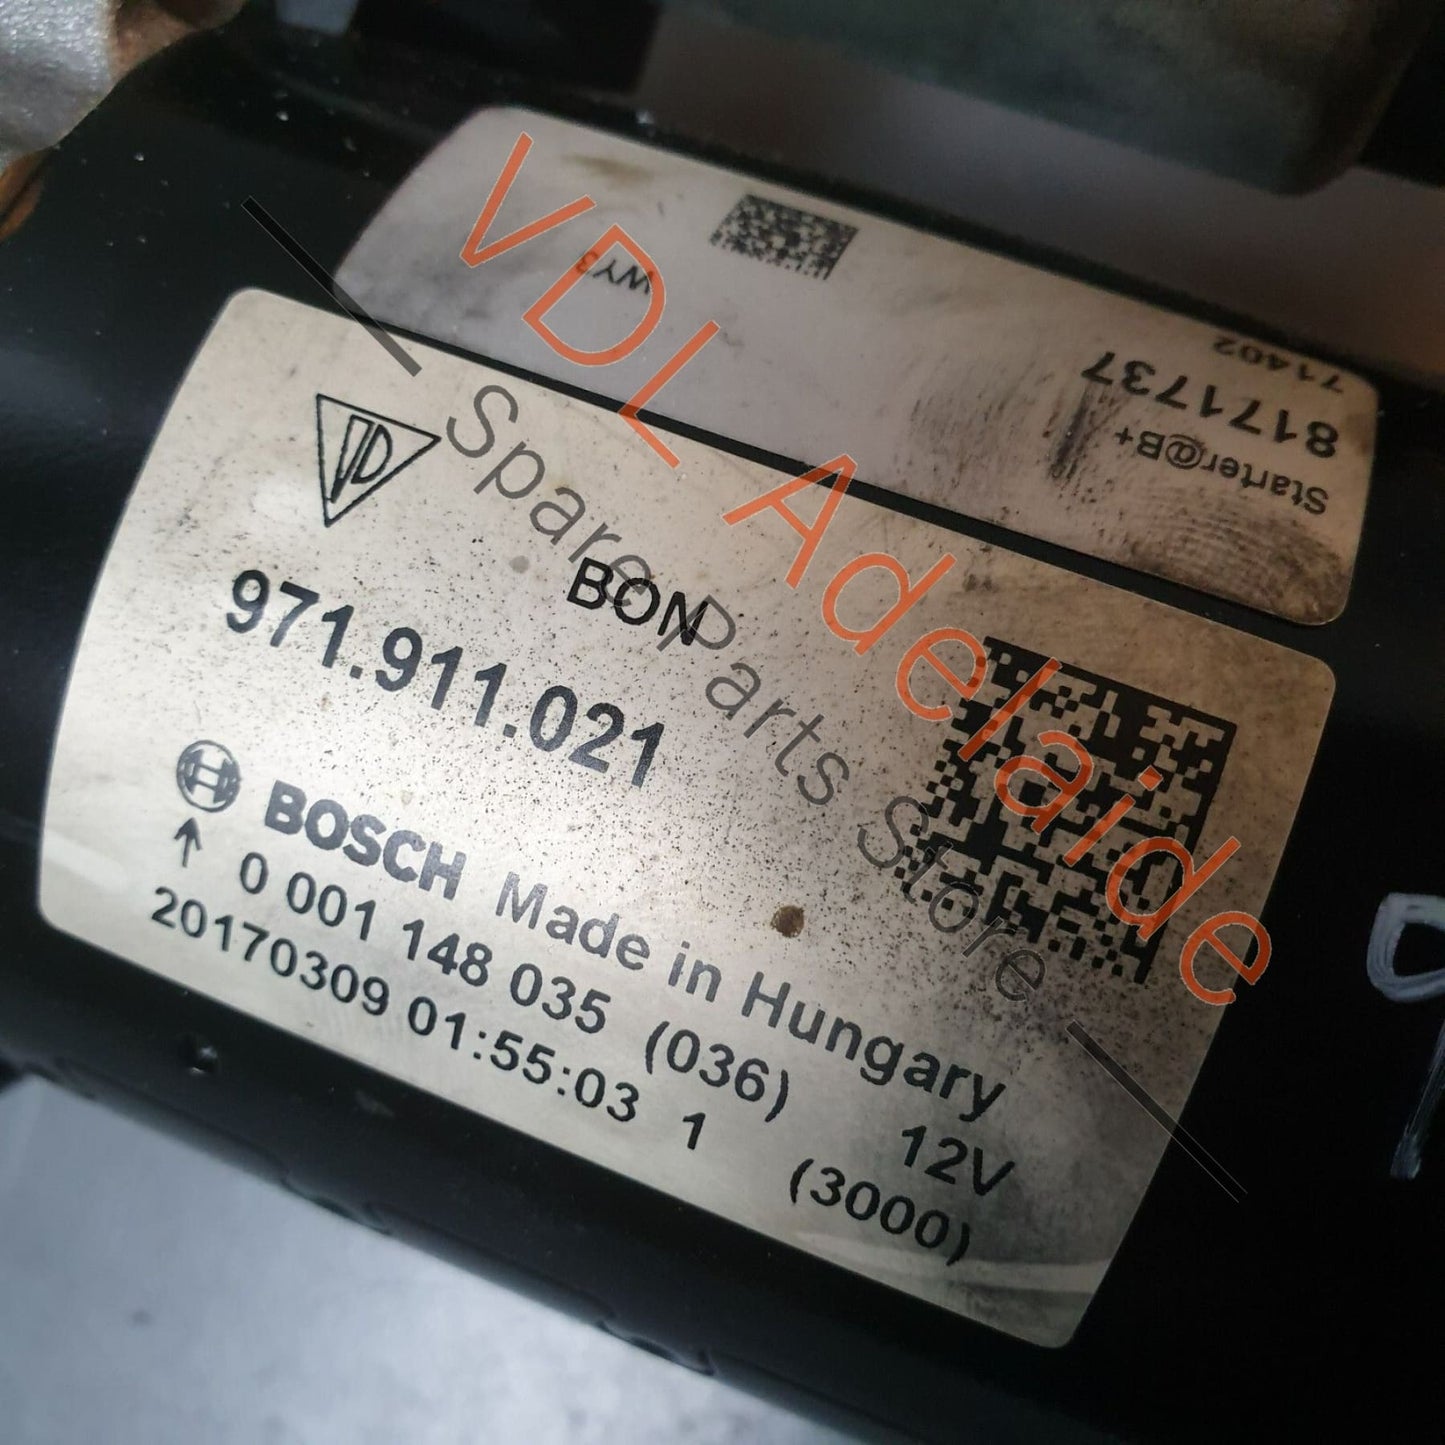 WY3
71402
8171737
Starter@B+
BON
971.911.021
BOSCH Made in Hungary
0 001 148 035 (036) 12V
20170309 01:55:03 1 (3000)
VDL Adelaide
Spare Parts Store